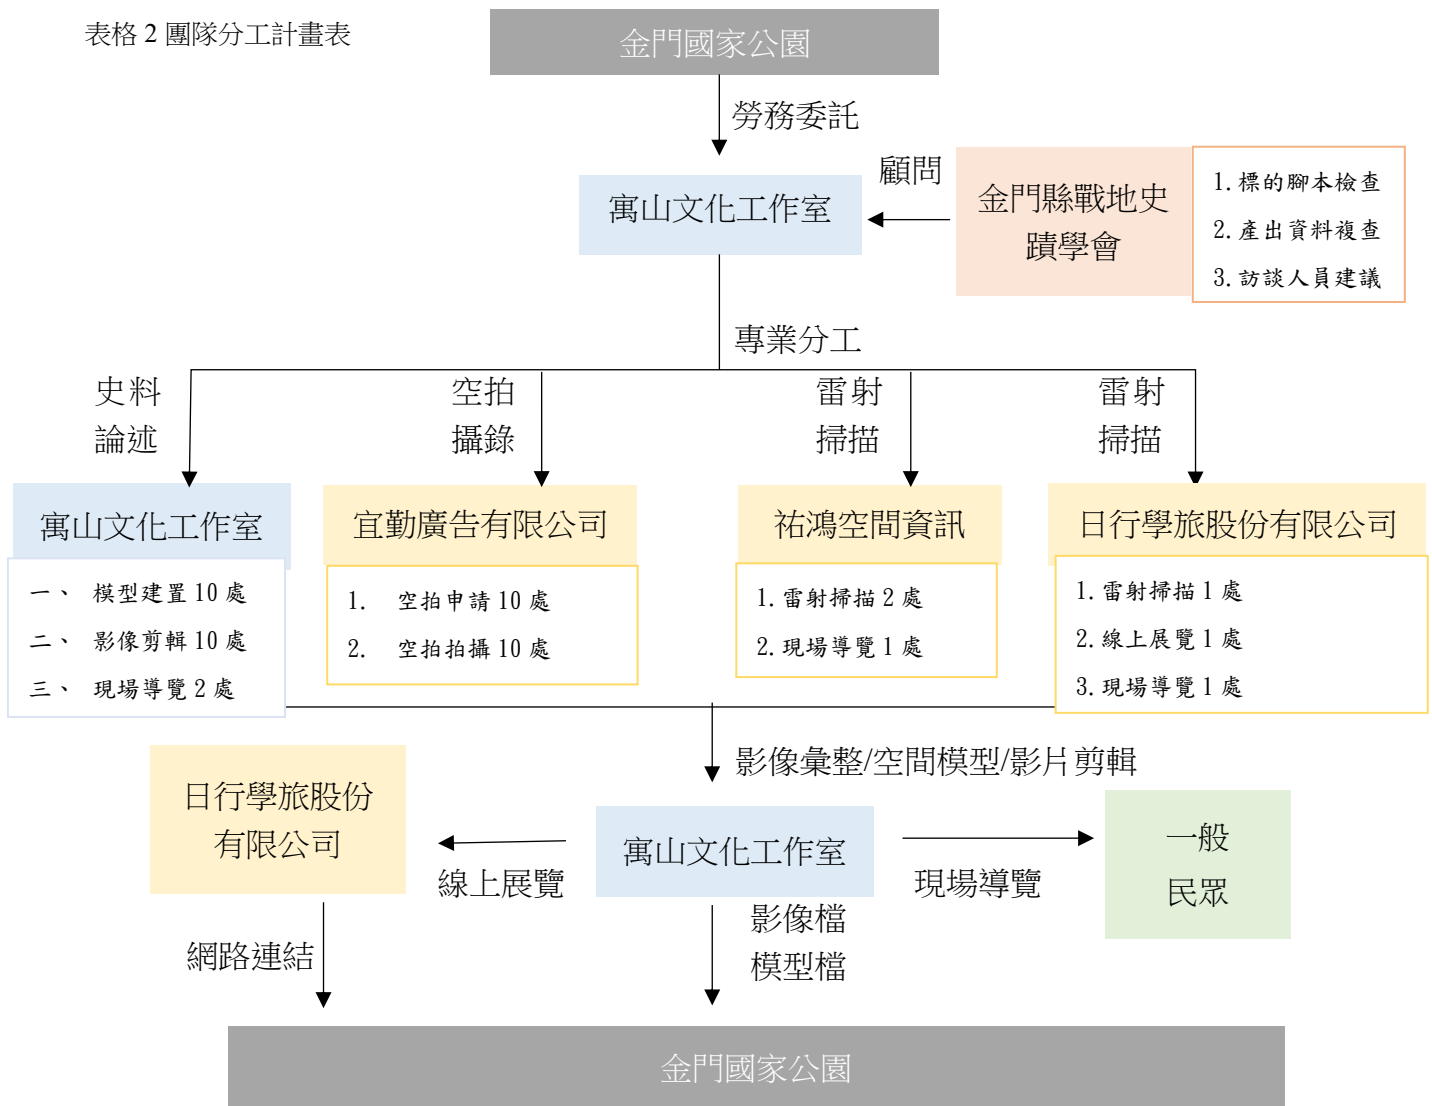 表格 2 團隊分工計畫表
金門國家公園
勞務委託
寓山文化工作室
顧問
金門縣戰地史
蹟學會
1.標的腳本檢查
2.產出資料複查
3.訪談人員建議
專業分工
史料
論述
空拍
攝錄
雷射
掃描
雷射
掃描
寓山文化工作室
一、 模型建置 10 處
二、 影像剪輯 10 處
三、 現場導覽 2 處
宜勤廣告有限公司
1. 空拍申請 10 處
2. 空拍拍攝 10 處
祐鴻空間資訊
1.雷射掃描 2 處
2.現場導覽 1 處
日行學旅股份有限公司
1.雷射掃描 1 處
2.線上展覽 1 處
3.現場導覽 1 處
影像彙整/空間模型/影片剪輯
日行學旅股份
有限公司
線上展覽
寓山文化工作室
現場導覽
一般
民眾
網路連結
影像檔
模型檔
金門國家公園